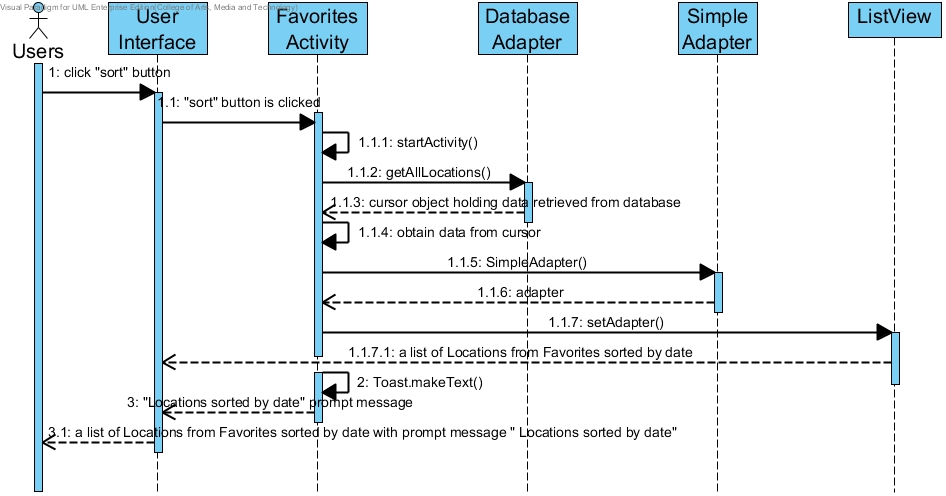 Visual Paradigm for UML Enterprise Edition(College of Arts, Media and Technology)
Users
User
Interface
Favorites
Activity
Database
Adapter
Simple
Adapter
ListView
1: click "sort" button
1.1: "sort" button is clicked
1.1.1: startActivity()
1.1.2: getAllLocations()
1.1.3: cursor object holding data retrieved from database
1.1.4: obtain data from cursor
1.1.5: SimpleAdapter()
1.1.6: adapter
1.1.7: setAdapter()
1.1.7.1: a list of Locations from Favorites sorted by date
2: Toast.makeText()
3: "Locations sorted by date" prompt message
3.1: a list of Locations from Favorites sorted by date with prompt message " Locations sorted by date"